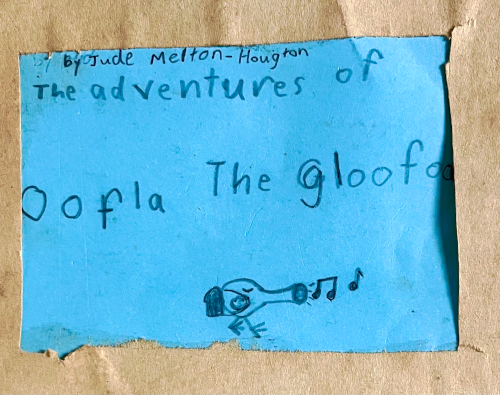 by Jude Melton-Hougton
The adventures of
Oofla The gloofoo